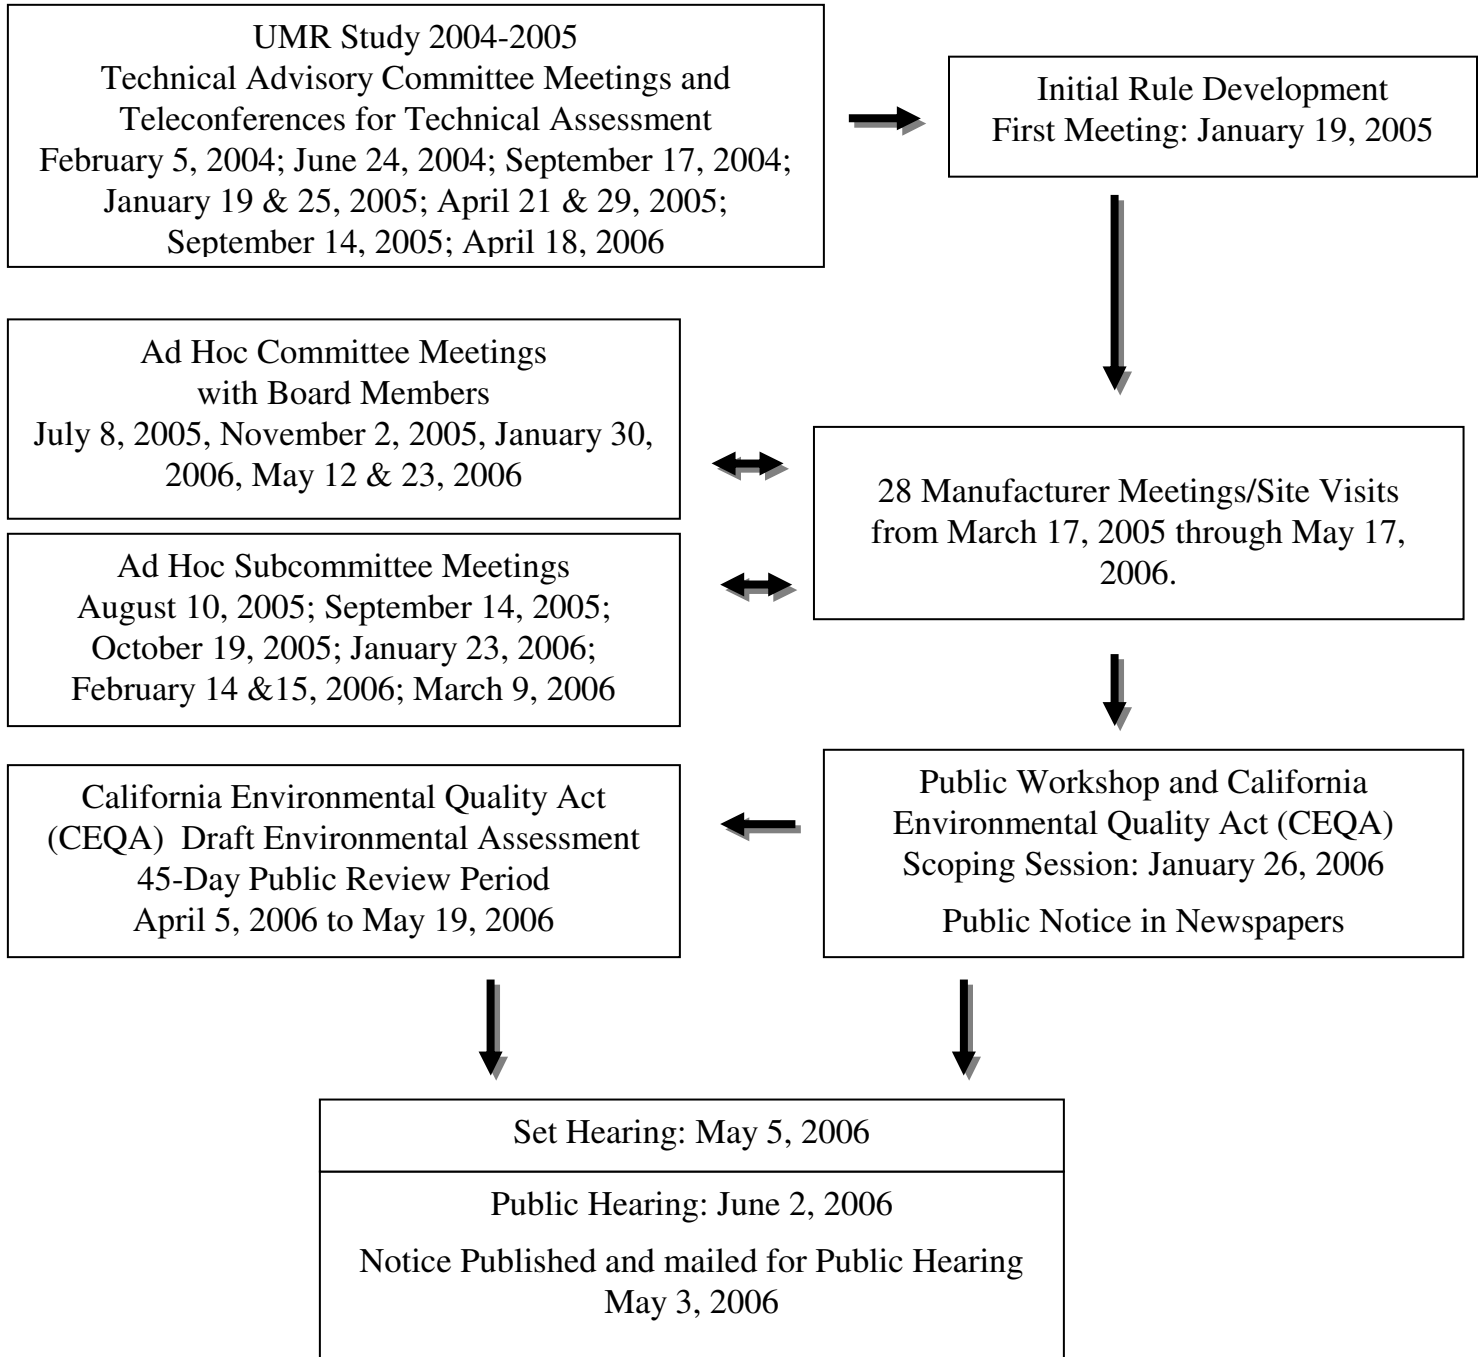 UMR Study 2004-2005
Technical Advisory Committee Meetings and
Teleconferences for Technical Assessment
February 5, 2004; June 24, 2004; September 17, 2004;
January 19 & 25, 2005; April 21 & 29, 2005;
September 14, 2005; April 18, 2006
Initial Rule Development
First Meeting: January 19, 2005
Ad Hoc Committee Meetings
with Board Members
July 8, 2005, November 2, 2005, January 30,
2006, May 12 & 23, 2006
28 Manufacturer Meetings/Site Visits
from March 17, 2005 through May 17,
2006.
Ad Hoc Subcommittee Meetings
August 10, 2005; September 14, 2005;
October 19, 2005; January 23, 2006;
February 14 &15, 2006; March 9, 2006
Public Workshop and California
Environmental Quality Act (CEQA)
Scoping Session: January 26, 2006
Public Notice in Newspapers
California Environmental Quality Act
(CEQA) Draft Environmental Assessment
45-Day Public Review Period
April 5, 2006 to May 19, 2006
Set Hearing: May 5, 2006
Public Hearing: June 2, 2006
Notice Published and mailed for Public Hearing
May 3, 2006